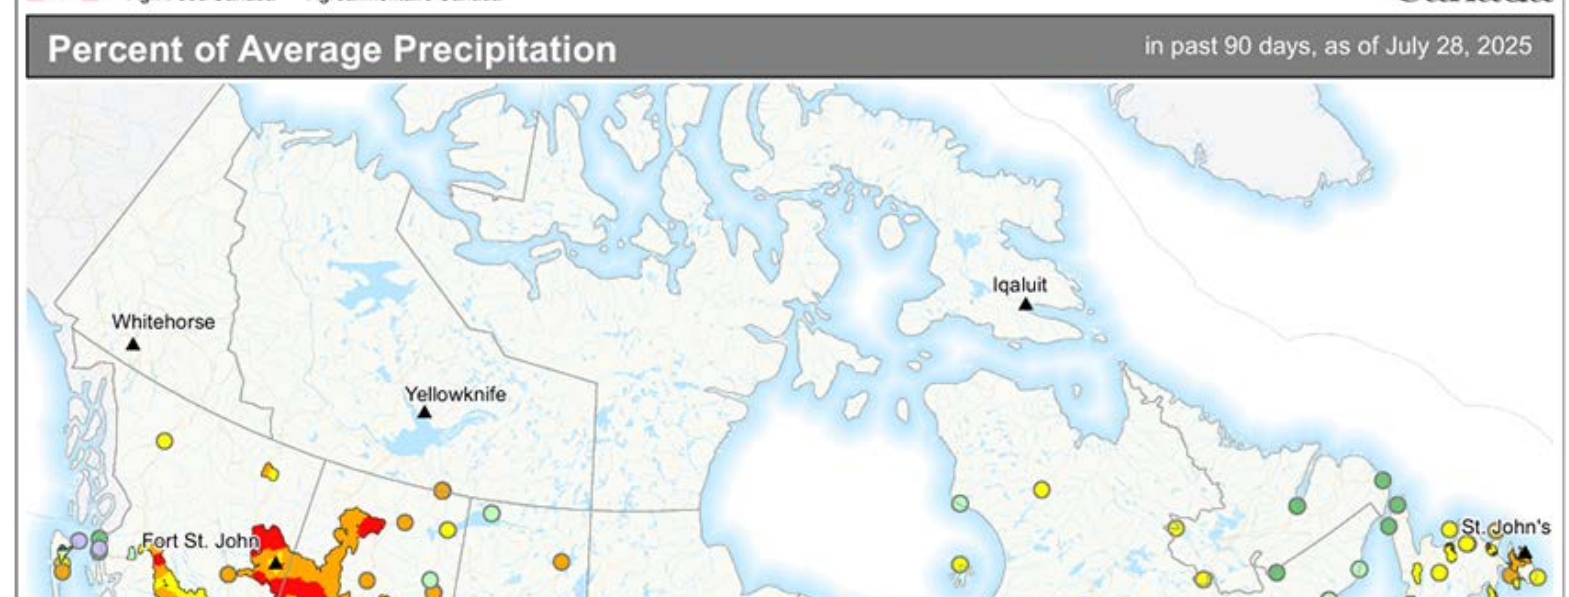 Percent of Average Precipitation
in past 90 days, as of July 28, 2025
Iqaluit
Whitehorse
Yellowknife
Fort St. John
St. John's